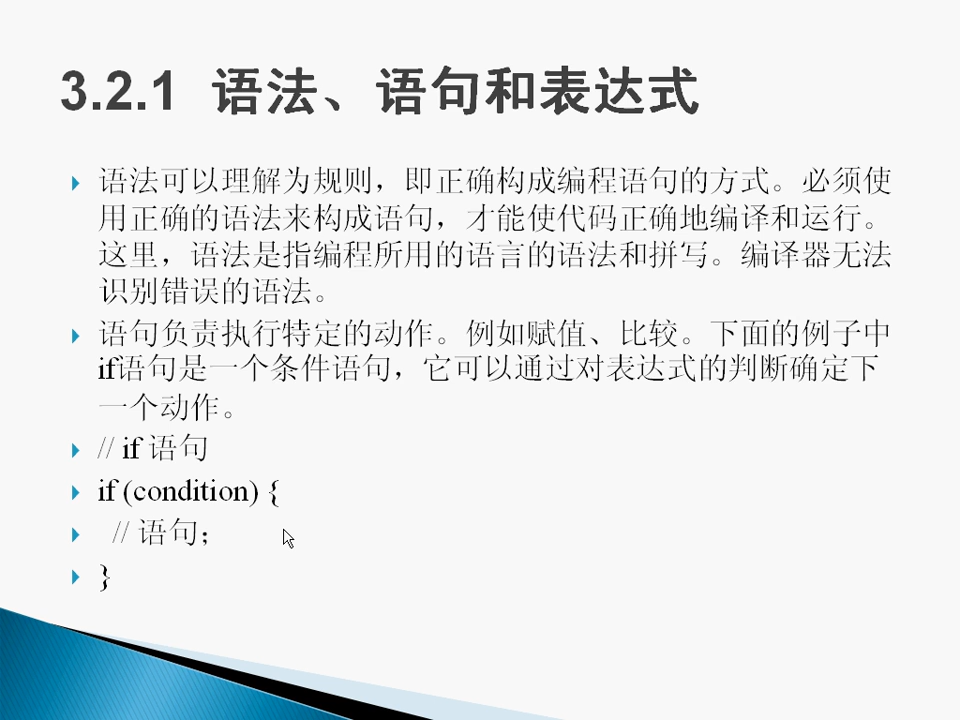 3.2.1 语法、语句和表达式
语法可以理解为规则，即正确构成编程语句的方式。必须使
用正确的语法来构成语句，才能使代码正确地编译和运行。
这里，语法是指编程所用的语言的语法和拼写。编译器无法
识别错误的语法。
语句负责执行特定的动作。例如赋值、比较。下面的例子中
if语句是一个条件语句，它可以通过对表达式的判断确定下
一个动作。
// if 语句
if (condition) {
// 语句；
}